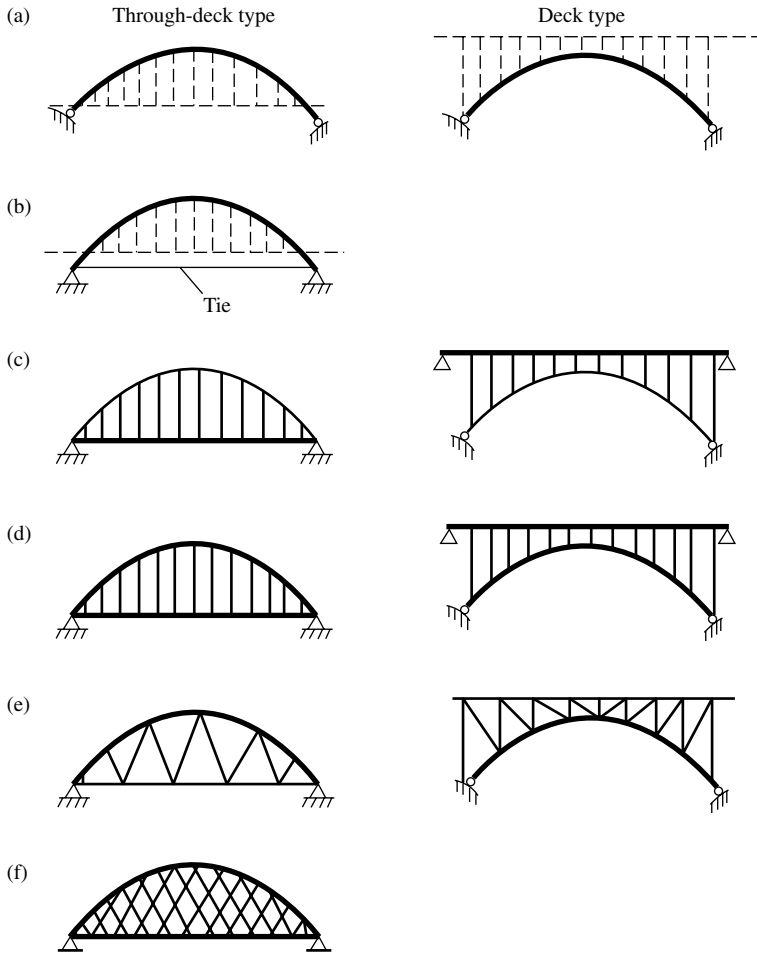 (a)
Through-deck type
Deck type
(b)
Tie
(c)
(d)
(e)
(f)